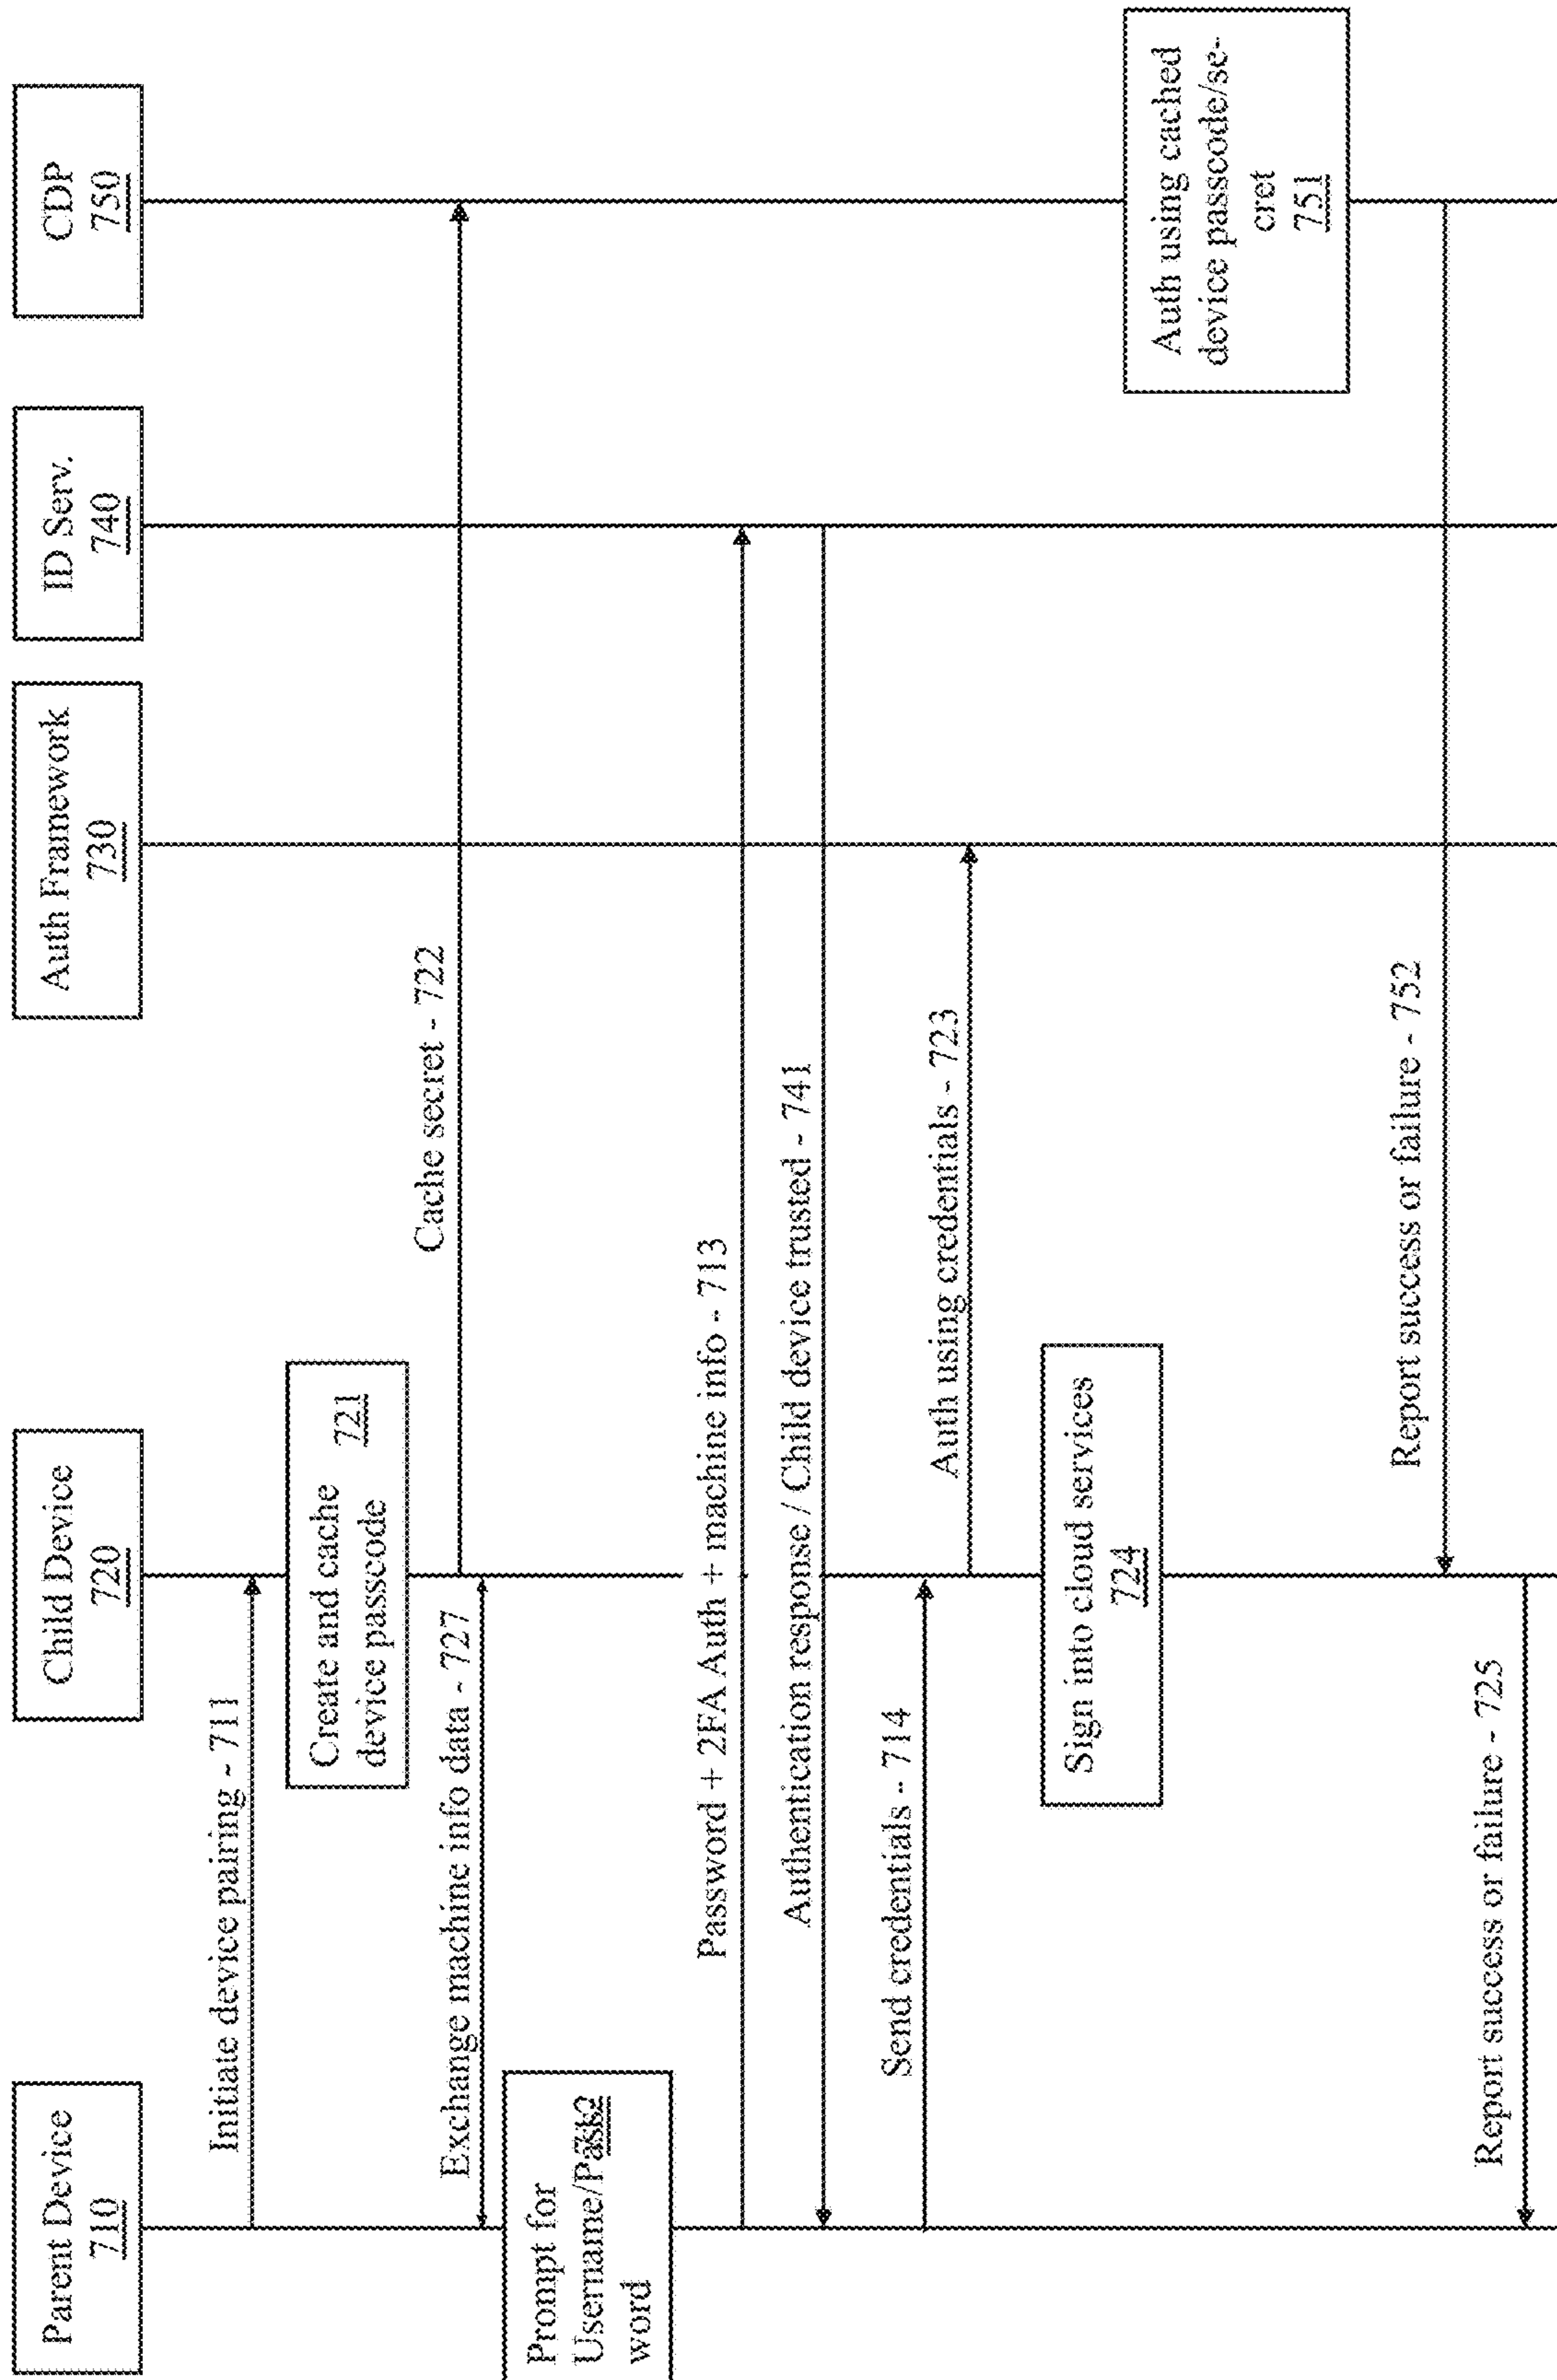 Parent Device
710
Child Device
720
Auth Framework
730
ID Serv.
740
CDP
750
Initiate device pairing - 711
Create and cache 721
device passcode
Cache secret - 722
Exchange machine info data - 727
Prompt for
Username/Pass
word
Password + 2FA Auth + machine info - 713
Authentication response / Child device trusted - 741
Send credentials - 714
Auth using credentials - 723
Sign into cloud services
724
Auth using cached
device passcode/se-
cret
751
Report success or failure - 752
Report success or failure - 725